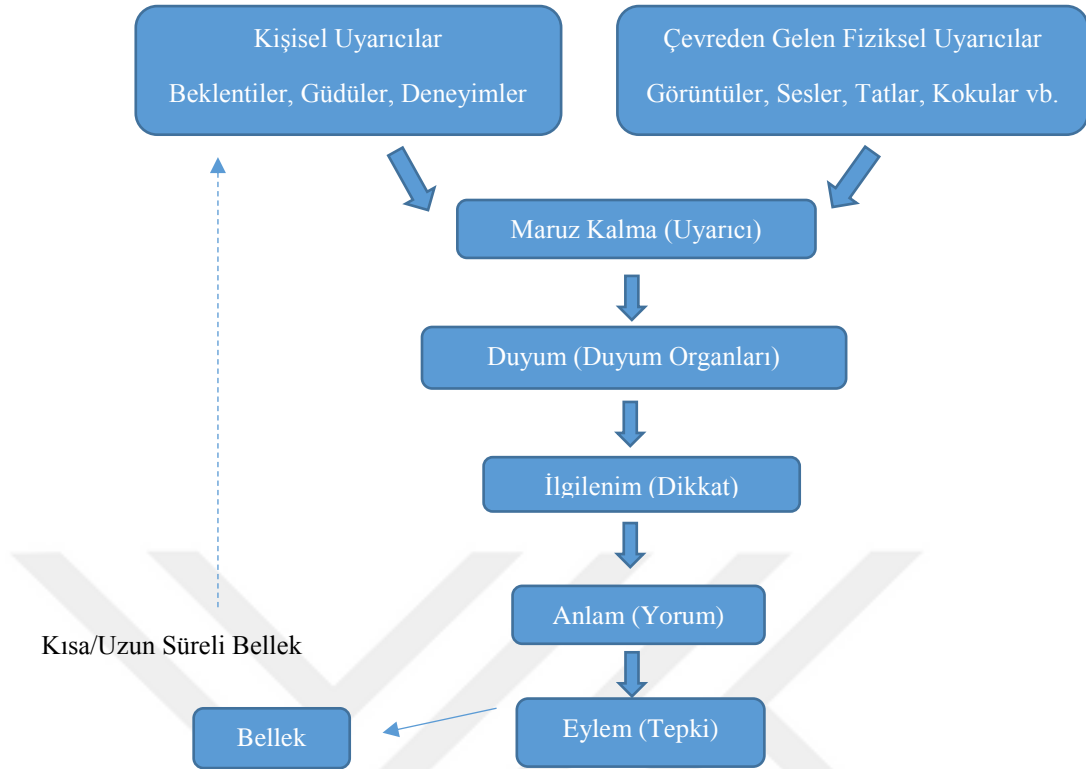 Kişisel Uyarıcılar
Beklentiler, Güdüler, Deneyimler
Çevreden Gelen Fiziksel Uyarıcılar
Görüntüler, Sesler, Tatlar, Kokular vb.
Maruz Kalma (Uyarıcı)
Duyum (Duyum Organları)
İlgilenim (Dikkat)
Anlam (Yorum)
Kısa/Uzun Süreli Bellek
Eylem (Tepki)
Bellek